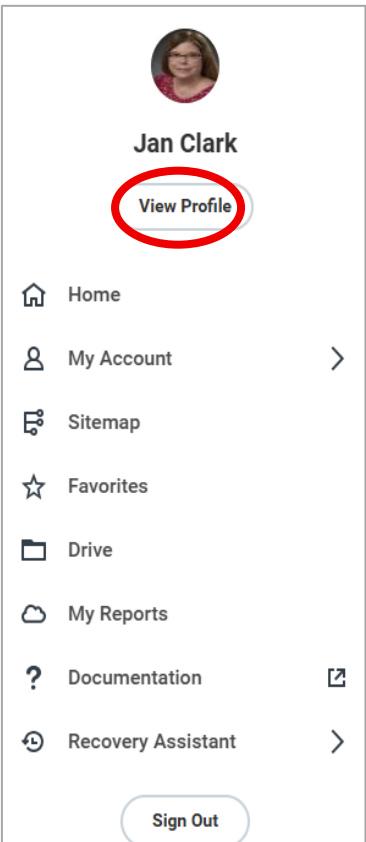 Jan Clark
View Profile
Home
My Account
Sitemap
Favorites
Drive
My Reports
Documentation
Recovery Assistant
Sign Out